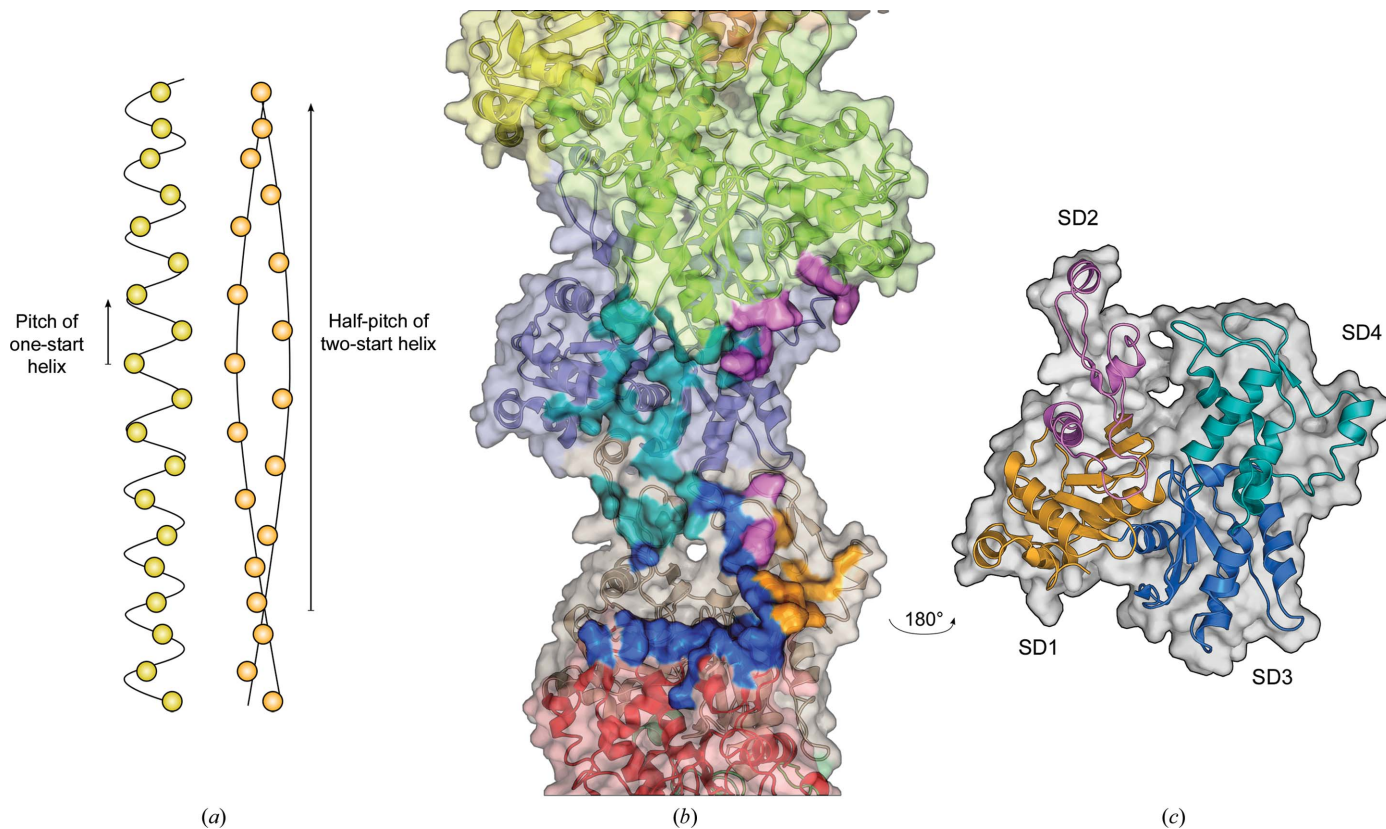 Pitch of
one-start
helix
Half-pitch of
two-start helix
180°
SD2
SD4
SD1
SD3
(a)
(b)
(c)